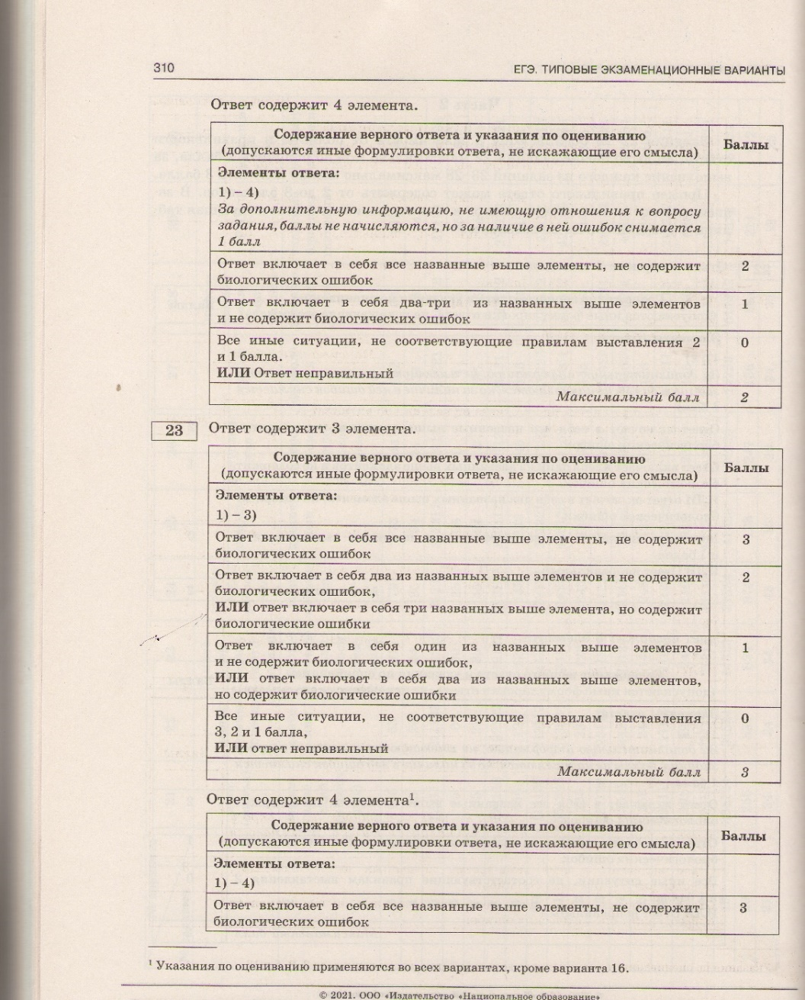 310
ЕГЭ. ТИПОВЫЕ ЭКЗАМЕНАЦИОННЫЕ ВАРИАНТЫ
Ответ содержит 4 элемента.
Содержание верного ответа и указания по оцениванию
(допускаются иные формулировки ответа, не искажающие его смысла)
Баллы
Элементы ответа:
1) – 4)
За дополнительную информацию, не имеющую отношения к вопросу
задания, баллы не начисляются, но за наличие в ней ошибок снимается
1 балл
Ответ включает в себя все названные выше элементы, не содержит
биологических ошибок
2
Ответ включает в себя два-три из названных выше элементов
и не содержит биологических ошибок
1
Все иные ситуации, не соответствующие правилам выставления 2
и 1 балла.
ИЛИ Ответ неправильный
0
Максимальный балл
2
23
Ответ содержит 3 элемента.
Содержание верного ответа и указания по оцениванию
(допускаются иные формулировки ответа, не искажающие его смысла)
Баллы
Элементы ответа:
1) – 3)
Ответ включает в себя все названные выше элементы, не содержит
биологических ошибок
3
Ответ включает в себя два из названных выше элементов и не содержит
биологических ошибок,
ИЛИ ответ включает в себя три названных выше элемента, но содержит
биологические ошибки
2
Ответ включает в себя один из названных выше элементов
и не содержит биологических ошибок,
ИЛИ ответ включает в себя два из названных выше элементов,
но содержит биологические ошибки
1
Все иные ситуации, не соответствующие правилам выставления
3, 2 и 1 балла,
ИЛИ ответ неправильный
0
Максимальный балл
3
Ответ содержит 4 элемента¹.
Содержание верного ответа и указания по оцениванию
(допускаются иные формулировки ответа, не искажающие его смысла)
Баллы
Элементы ответа:
1) – 4)
Ответ включает в себя все названные выше элементы, не содержит
биологических ошибок
3
¹ Указания по оцениванию применяются во всех вариантах, кроме варианта 16.
© 2021. ООО «Издательство «Национальное образование»